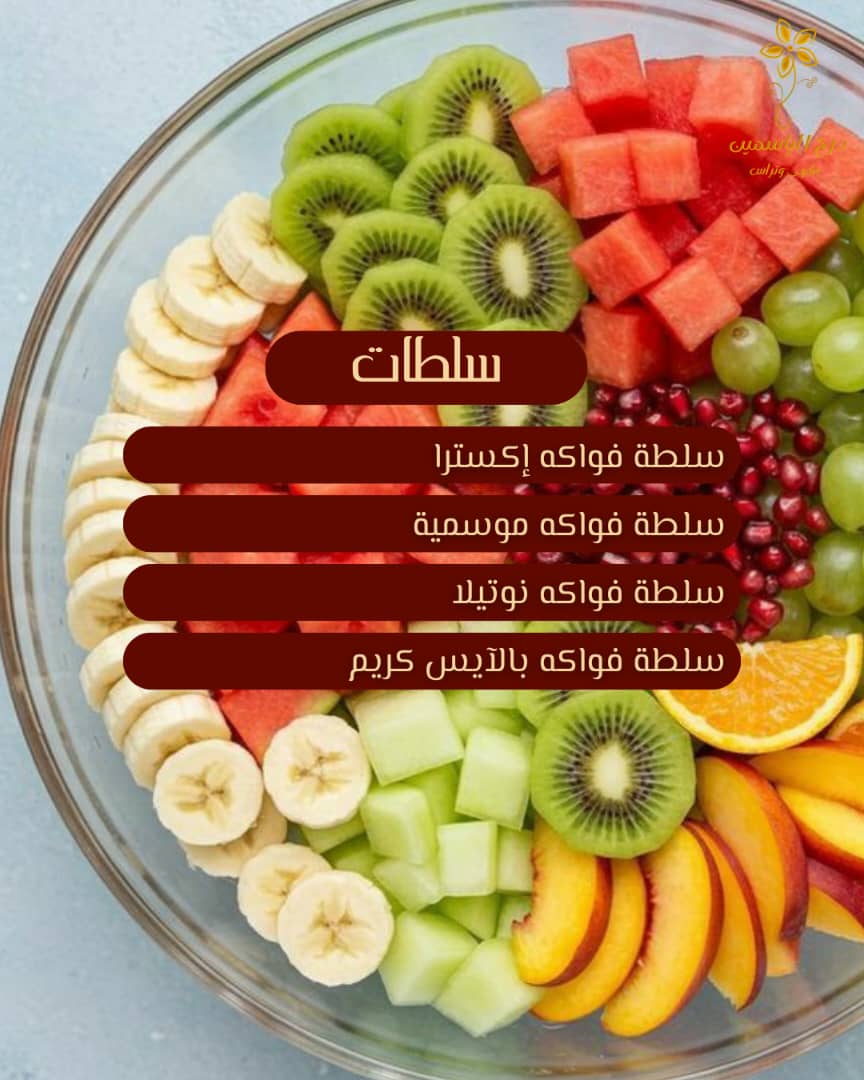 سلطات
سلطة فواكه إكسترا
سلطة فواكه موسمية
سلطة فواكه نوتيلا
سلطة فواكه بالآيس كريم